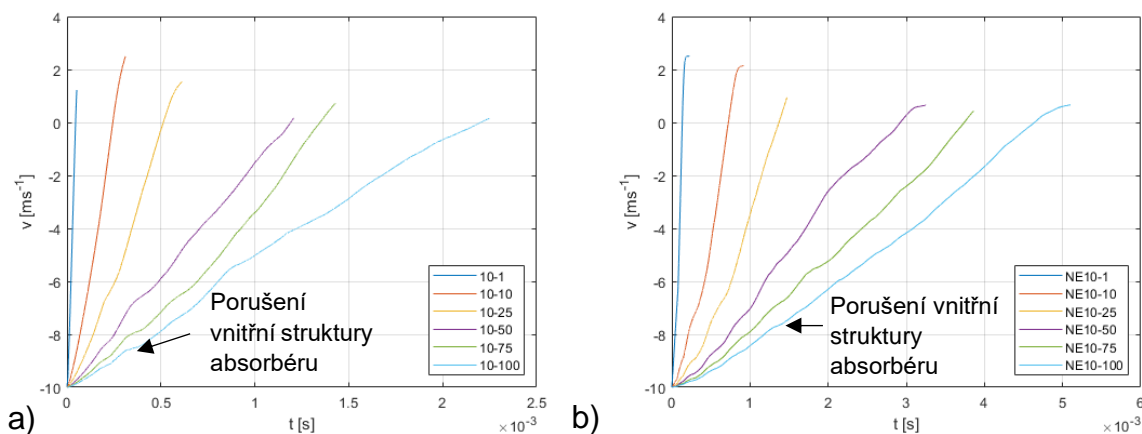 4
2
0
-2
-4
-6
-8
-10
v [ms⁻¹]
0
0.5
1
1.5
2
2.5
t [s]
×10⁻³
10-1
10-10
10-25
10-50
10-75
10-100
Porušení
vnitřní struktury
absorbéru
a)
4
2
0
-2
-4
-6
-8
-10
v [ms⁻¹]
0
1
2
3
4
5
6
t [s]
×10⁻³
NE10-1
NE10-10
NE10-25
NE10-50
NE10-75
NE10-100
Porušení vnitřní
struktury
absorbéru
b)